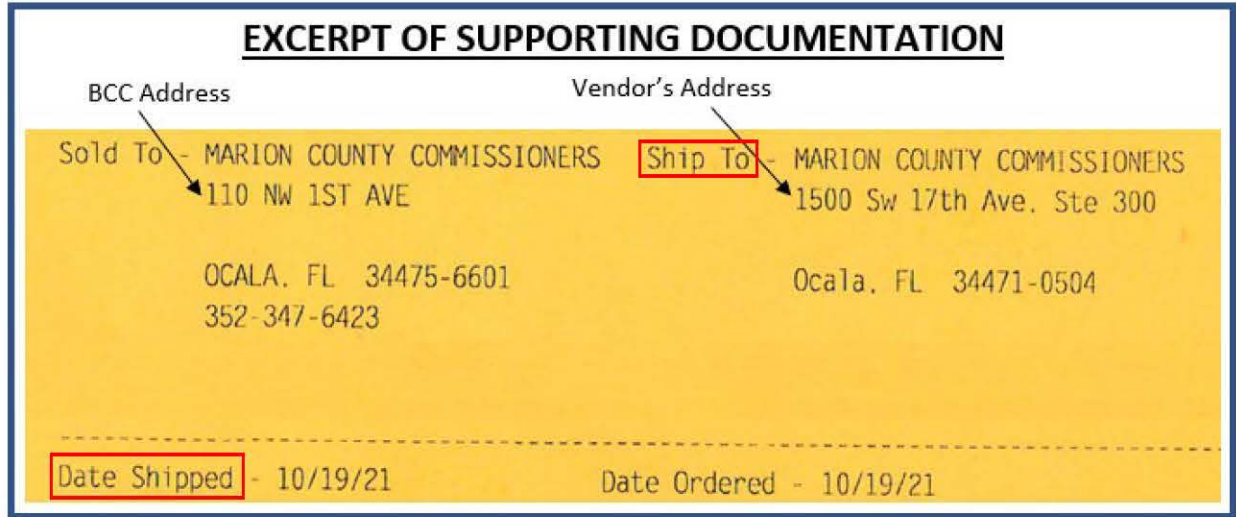 EXCERPT OF SUPPORTING DOCUMENTATION
BCC Address
Vendor's Address
Sold To - MARION COUNTY COMMISSIONERS Ship To - MARION COUNTY COMMISSIONERS
110 NW 1ST AVE 1500 Sw 17th Ave. Ste 300
OCALA, FL 34475-6601 Ocala, FL 34471-0504
352-347-6423
Date Shipped - 10/19/21 Date Ordered - 10/19/21